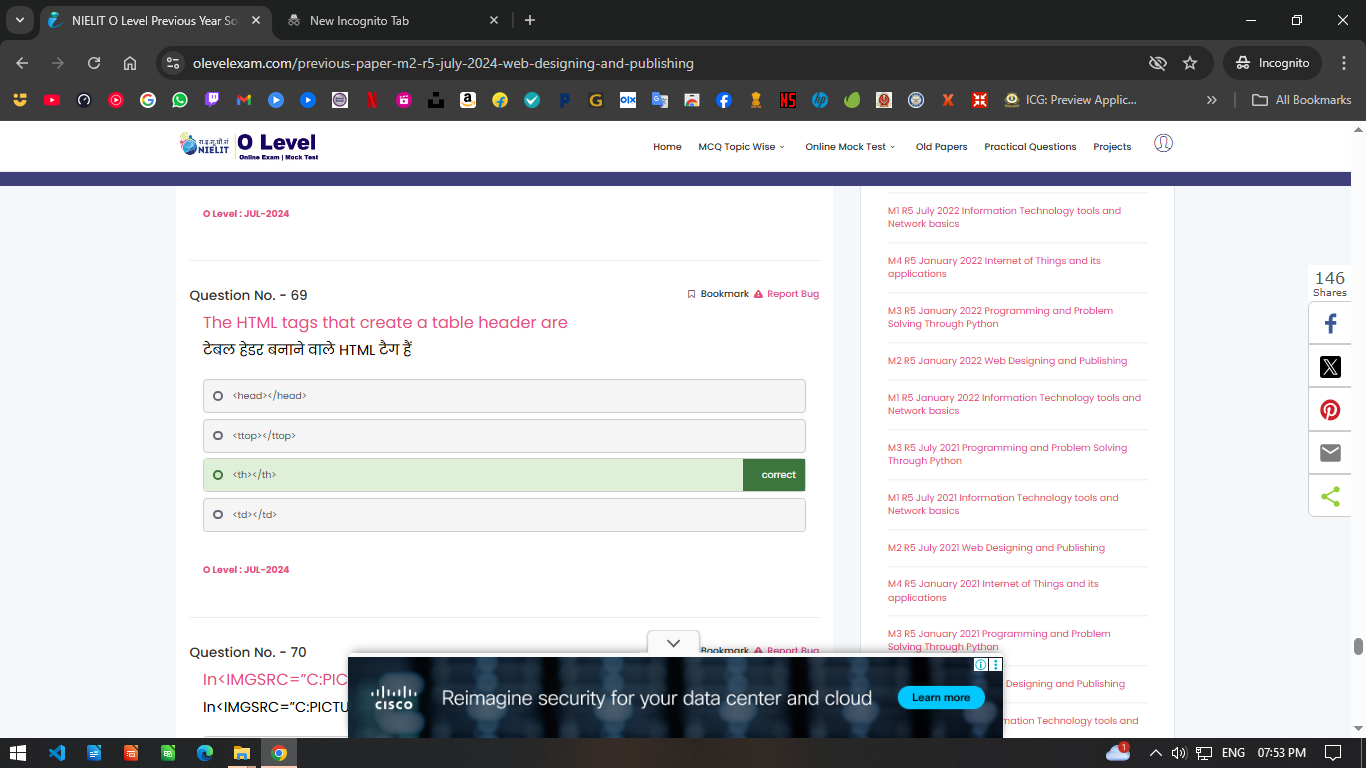 NIELIT O Level Previous Year So
New Incognito Tab
olevelexam.com/previous-paper-m2-r5-july-2024-web-designing-and-publishing
Incognito
ICG: Preview Applic...
All Bookmarks
NIELIT
O Level
Online Exam | Mock Test
Home
MCQ Topic Wise
Online Mock Test
Old Papers
Practical Questions
Projects
O Level : JUL-2024
Question No. - 69
Bookmark
Report Bug
The HTML tags that create a table header are
टेबल हेडर बनाने वाले HTML टैग हैं
<head></head>
<ttop></ttop>
<th></th>
correct
<td></td>
O Level : JUL-2024
Question No. - 70
Bookmark
Report Bug
In<IMGSRC=”C:PIC
In<IMGSRC=”C:PICTU
M1 R5 July 2022 Information Technology tools and
Network basics
M4 R5 January 2022 Internet of Things and its
applications
M3 R5 January 2022 Programming and Problem
Solving Through Python
M2 R5 January 2022 Web Designing and Publishing
M1 R5 January 2022 Information Technology tools and
Network basics
M3 R5 July 2021 Programming and Problem Solving
Through Python
M1 R5 July 2021 Information Technology tools and
Network basics
M2 R5 July 2021 Web Designing and Publishing
M4 R5 January 2021 Internet of Things and its
applications
M3 R5 January 2021 Programming and Problem
Solving Through Python
Designing and Publishing
mation Technology tools and
146
Shares
CISCO
Reimagine security for your data center and cloud
Learn more
1
ENG
07:53 PM